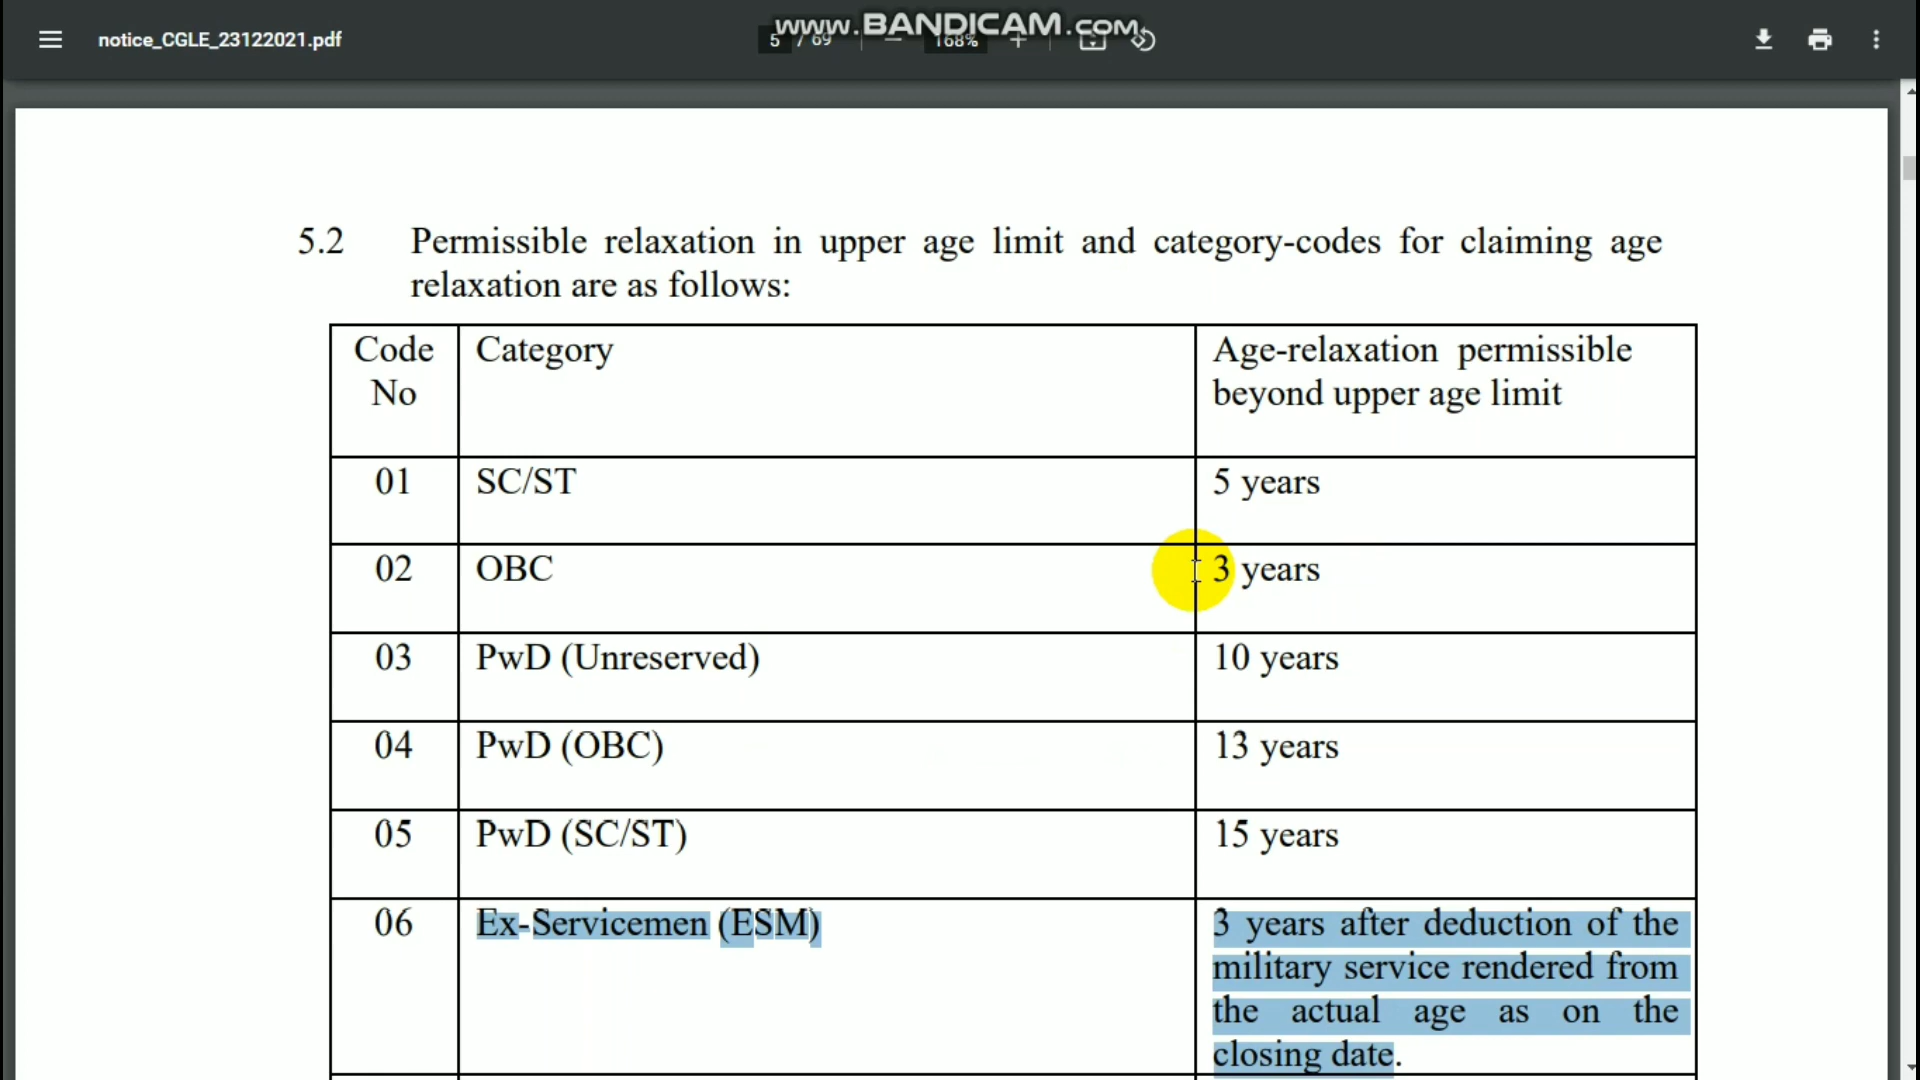 www.BANDICAM.com
notice_CGLE_23122021.pdf
5 / 69
168%
5.2 Permissible relaxation in upper age limit and category-codes for claiming age
relaxation are as follows:
Code No
Category
Age-relaxation permissible
beyond upper age limit
01 SC/ST 5 years
02 OBC 3 years
03 PwD (Unreserved) 10 years
04 PwD (OBC) 13 years
05 PwD (SC/ST) 15 years
06 Ex-Servicemen (ESM) 3 years after deduction of the
military service rendered from
the actual age as on the
closing date.